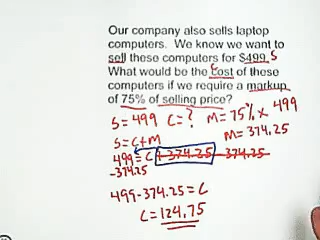 Our company also sells laptop
computers. We know we want to
sell these computers for $499. S
What would be the cost of these C
computers if we require a markup
of 75% of selling price?
S=499 C=? M=75% x 499
M=374.25
S=C+M
499=C+374.25-374.25
-374.25
499-374.25=C
C=124.75